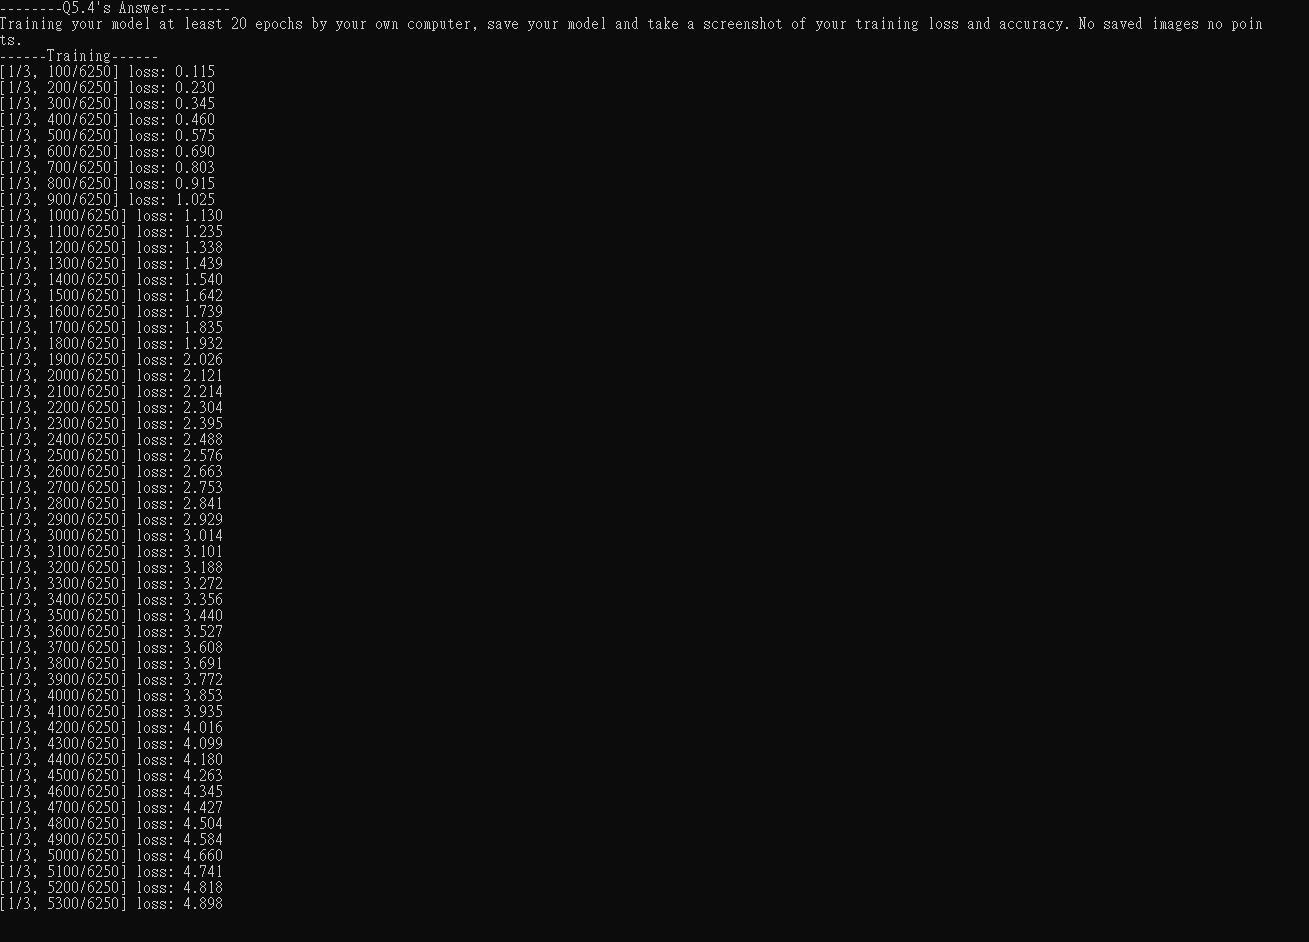 --------Q5.4's Answer--------
Training your model at least 20 epochs by your own computer, save your model and take a screenshot of your training loss and accuracy. No saved images no poin
ts.
------Training------
[1/3, 100/6250] loss: 0.115
[1/3, 200/6250] loss: 0.230
[1/3, 300/6250] loss: 0.345
[1/3, 400/6250] loss: 0.460
[1/3, 500/6250] loss: 0.575
[1/3, 600/6250] loss: 0.690
[1/3, 700/6250] loss: 0.803
[1/3, 800/6250] loss: 0.915
[1/3, 900/6250] loss: 1.025
[1/3, 1000/6250] loss: 1.130
[1/3, 1100/6250] loss: 1.235
[1/3, 1200/6250] loss: 1.338
[1/3, 1300/6250] loss: 1.439
[1/3, 1400/6250] loss: 1.540
[1/3, 1500/6250] loss: 1.642
[1/3, 1600/6250] loss: 1.739
[1/3, 1700/6250] loss: 1.835
[1/3, 1800/6250] loss: 1.932
[1/3, 1900/6250] loss: 2.026
[1/3, 2000/6250] loss: 2.121
[1/3, 2100/6250] loss: 2.214
[1/3, 2200/6250] loss: 2.304
[1/3, 2300/6250] loss: 2.395
[1/3, 2400/6250] loss: 2.488
[1/3, 2500/6250] loss: 2.576
[1/3, 2600/6250] loss: 2.663
[1/3, 2700/6250] loss: 2.753
[1/3, 2800/6250] loss: 2.841
[1/3, 2900/6250] loss: 2.929
[1/3, 3000/6250] loss: 3.014
[1/3, 3100/6250] loss: 3.101
[1/3, 3200/6250] loss: 3.188
[1/3, 3300/6250] loss: 3.272
[1/3, 3400/6250] loss: 3.356
[1/3, 3500/6250] loss: 3.440
[1/3, 3600/6250] loss: 3.527
[1/3, 3700/6250] loss: 3.608
[1/3, 3800/6250] loss: 3.691
[1/3, 3900/6250] loss: 3.772
[1/3, 4000/6250] loss: 3.853
[1/3, 4100/6250] loss: 3.935
[1/3, 4200/6250] loss: 4.016
[1/3, 4300/6250] loss: 4.099
[1/3, 4400/6250] loss: 4.180
[1/3, 4500/6250] loss: 4.263
[1/3, 4600/6250] loss: 4.345
[1/3, 4700/6250] loss: 4.427
[1/3, 4800/6250] loss: 4.504
[1/3, 4900/6250] loss: 4.584
[1/3, 5000/6250] loss: 4.660
[1/3, 5100/6250] loss: 4.741
[1/3, 5200/6250] loss: 4.818
[1/3, 5300/6250] loss: 4.898